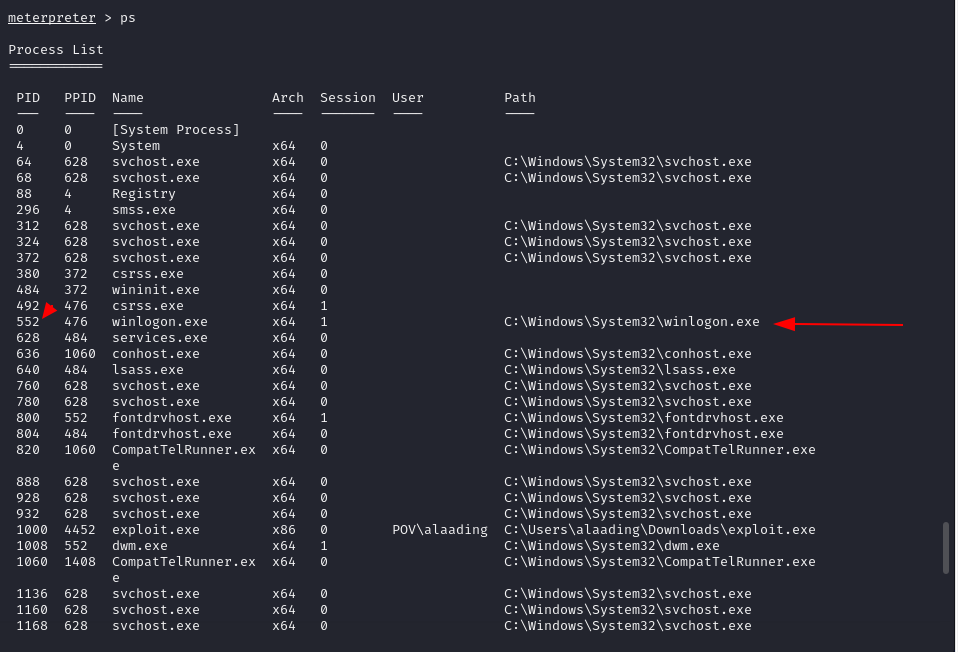 meterpreter > ps
Process List
PID PPID Name Arch Session User Path
0 0 [System Process]
4 0 System x64 0
64 628 svchost.exe x64 0 C:\Windows\System32\svchost.exe
68 628 svchost.exe x64 0 C:\Windows\System32\svchost.exe
88 4 Registry x64 0
296 4 smss.exe x64 0
312 628 svchost.exe x64 0 C:\Windows\System32\svchost.exe
324 628 svchost.exe x64 0 C:\Windows\System32\svchost.exe
372 628 svchost.exe x64 0 C:\Windows\System32\svchost.exe
380 372 csrss.exe x64 0
484 372 wininit.exe x64 0
492 476 csrss.exe x64 1
552 476 winlogon.exe x64 1 C:\Windows\System32\winlogon.exe
628 484 services.exe x64 0
636 1060 conhost.exe x64 0 C:\Windows\System32\conhost.exe
640 484 lsass.exe x64 0 C:\Windows\System32\lsass.exe
760 628 svchost.exe x64 0 C:\Windows\System32\svchost.exe
780 628 svchost.exe x64 0 C:\Windows\System32\svchost.exe
800 552 fontdrvhost.exe x64 1 C:\Windows\System32\fontdrvhost.exe
804 484 fontdrvhost.exe x64 0 C:\Windows\System32\fontdrvhost.exe
820 1060 CompatTelRunner.ex x64 0 C:\Windows\System32\CompatTelRunner.exe
e
888 628 svchost.exe x64 0 C:\Windows\System32\svchost.exe
928 628 svchost.exe x64 0 C:\Windows\System32\svchost.exe
932 628 svchost.exe x64 0 C:\Windows\System32\svchost.exe
1000 4452 exploit.exe x86 0 POV\alaading C:\Users\alaading\Downloads\exploit.exe
1008 552 dwm.exe x64 1 C:\Windows\System32\dwm.exe
1060 1408 CompatTelRunner.ex x64 0 C:\Windows\System32\CompatTelRunner.exe
e
1136 628 svchost.exe x64 0 C:\Windows\System32\svchost.exe
1160 628 svchost.exe x64 0 C:\Windows\System32\svchost.exe
1168 628 svchost.exe x64 0 C:\Windows\System32\svchost.exe